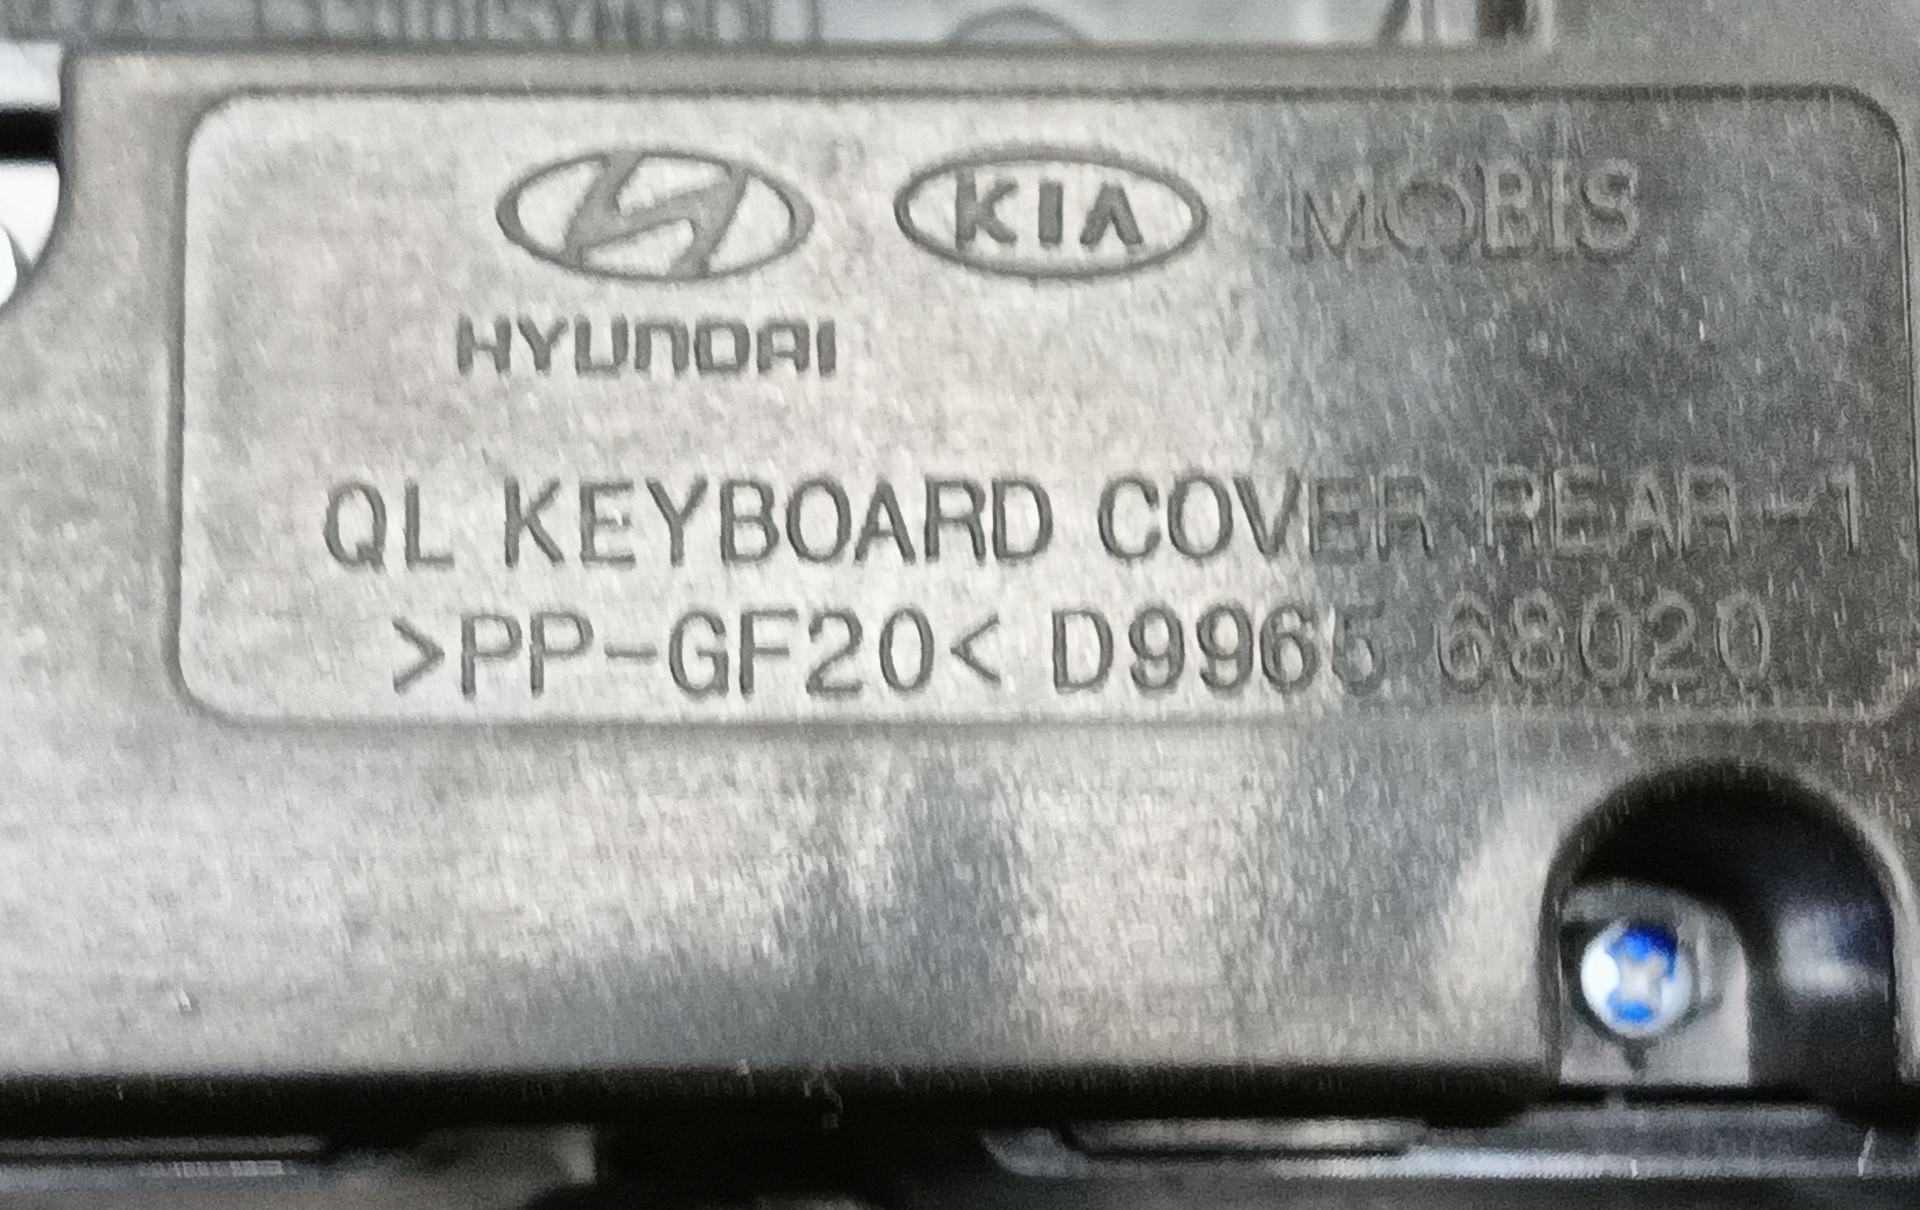 KIA MOBIS
HYUNDAI
QL KEYBOARD COVER REAR-1
>PP-GF20< D9965 68020